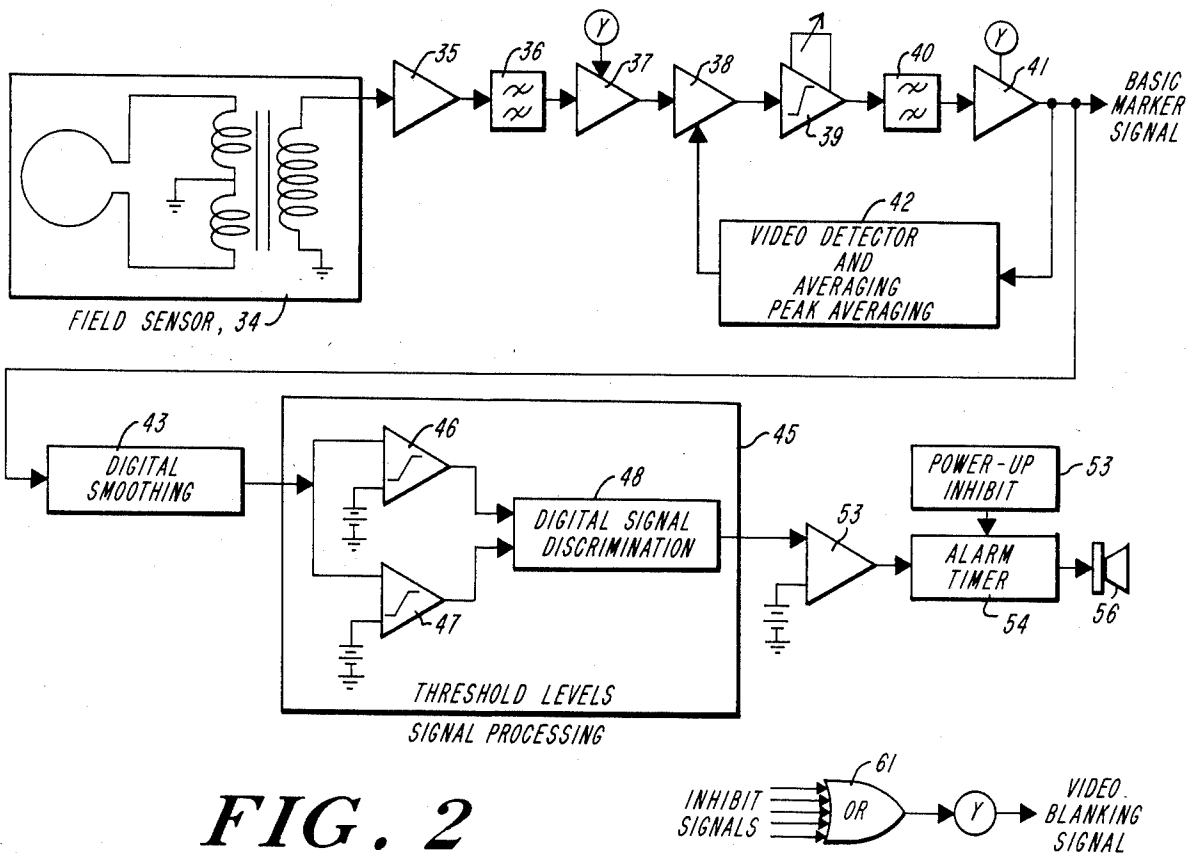 Y
Y
35
36
37
38
39
40
41
BASIC
MARKER
SIGNAL
FIELD SENSOR, 34
42
VIDEO DETECTOR
AND
AVERAGING
PEAK AVERAGING
43
DIGITAL
SMOOTHING
45
46
47
48
DIGITAL SIGNAL
DISCRIMINATION
THRESHOLD LEVELS
SIGNAL PROCESSING
53
POWER-UP
INHIBIT
53
ALARM
TIMER
54
56
FIG. 2
INHIBIT
SIGNALS
61
OR
Y
VIDEO
BLANKING
SIGNAL